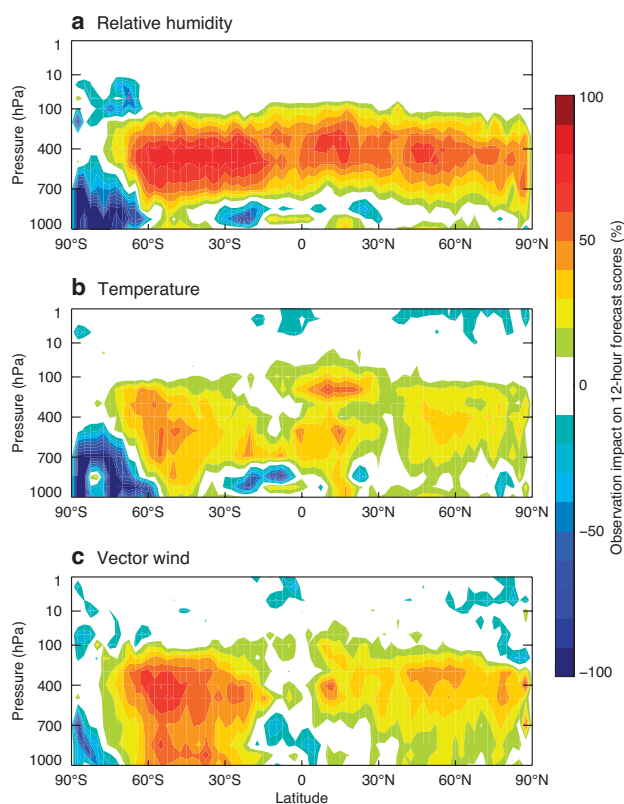 a Relative humidity
1
10
100
400
700
1000
Pressure (hPa)
90°S 60°S 30°S 0 30°N 60°N 90°N
b Temperature
1
10
100
400
700
1000
Pressure (hPa)
90°S 60°S 30°S 0 30°N 60°N 90°N
c Vector wind
1
10
100
400
700
1000
Pressure (hPa)
90°S 60°S 30°S 0 30°N 60°N 90°N
Latitude
100
50
0
−50
−100
Observation impact on 12-hour forecast scores (%)